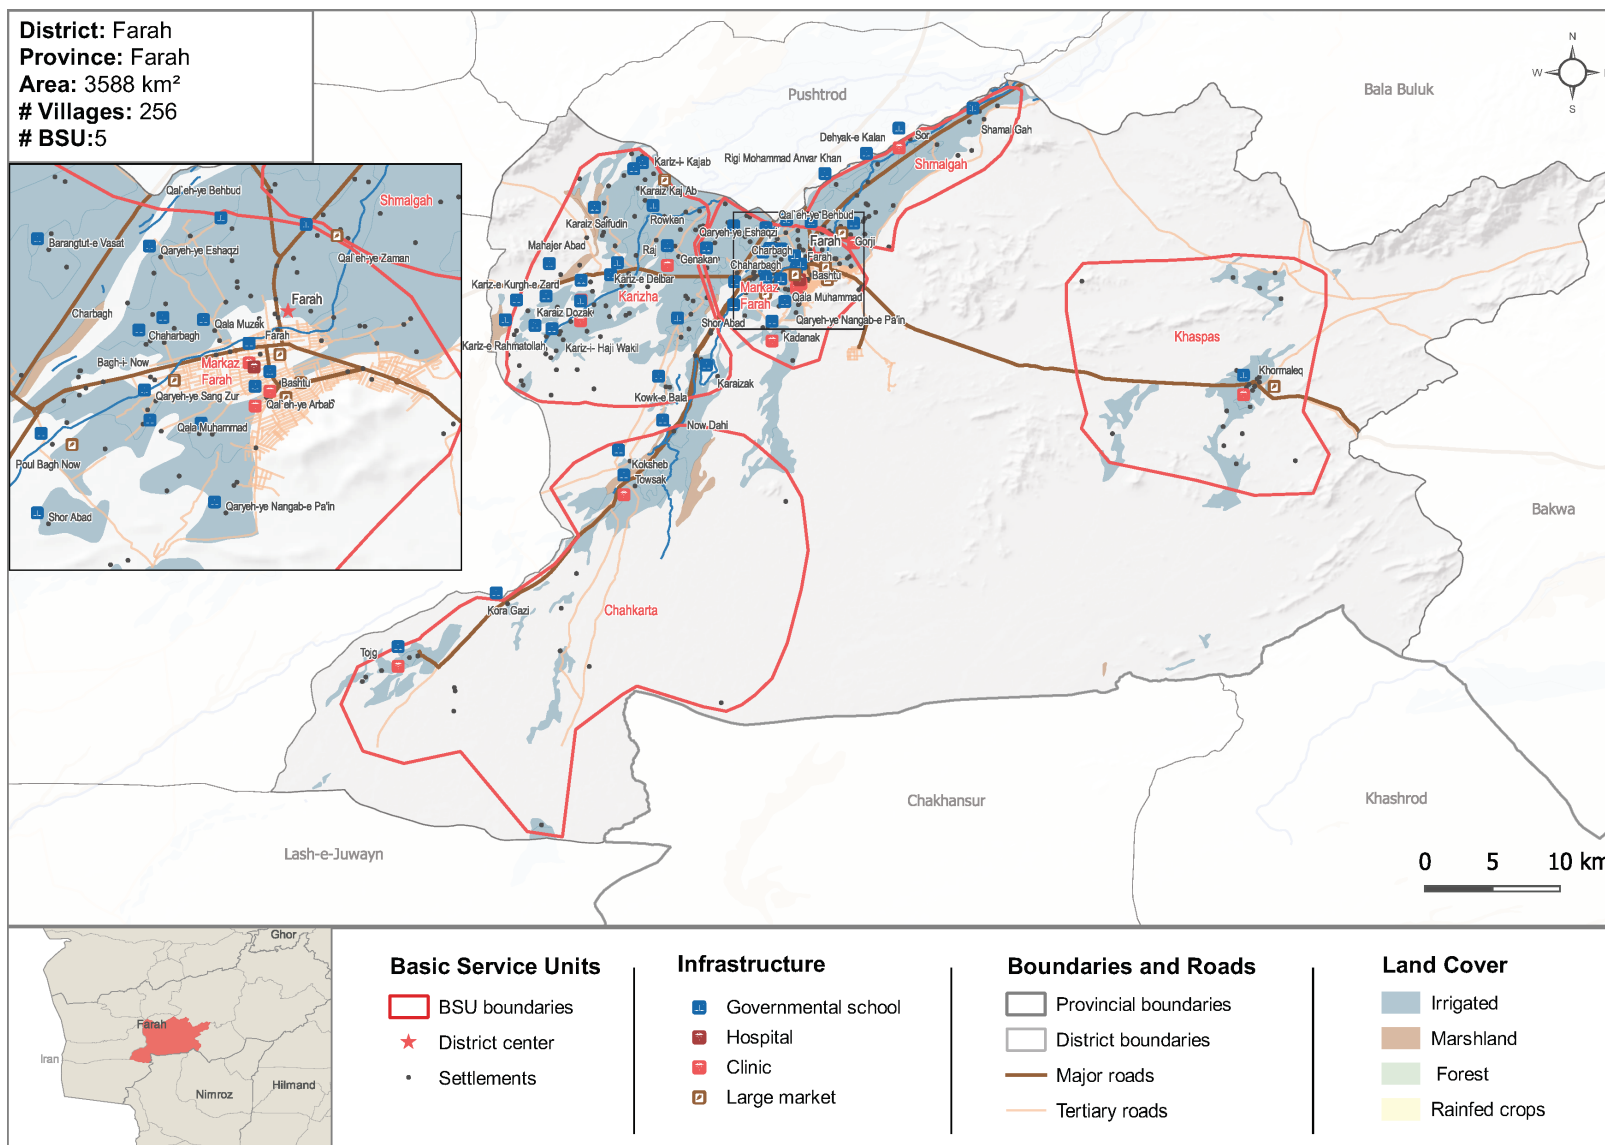 District: Farah
Province: Farah
Area: 3588 km²
# Villages: 256
# BSU:5
N
W
S
Pushtrod
Bala Buluk
Bakwa
Chakhansur
Khashrod
Lash-e-Juwayn
Dehyak-e Kalan
Sor
Shamal Gah
Shmalgah
Rigi Mohammad Anvar Khan
Kariz-i- Kajab
Karaiz Kaj Ab
Karaiz Saifudin
Rowken
Mahajer Abad
Raj
Genakan
Qaryeh-ye Eshaqzi
Qal`eh-ye Behbud
Farah
Gorji
Charbagh
Farah
Chaharbagh
Bashtu
Markaz
Farah
Qala Muhammad
Kariz-e Delbar
Kariz-e Kurgh-e Zard
Karizha
Karaiz Dozak
Shor Abad
Qaryeh-ye Nangab-e Pa'in
Kadanak
Kariz-e Rahmatollah
Kariz-i- Haji Wakil
Karaizak
Kowk-e Bala
Now Dahi
Koksheb
Towsak
Khaspas
Khormaleq
Kora Gazi
Chahkarta
Tojg
Qal`eh-ye Behbud
Shmalgah
Barangtut-e Vasat
Qaryeh-ye Eshaqzi
Qal`eh-ye Zaman
Charbagh
Farah
Qala Muzak
Chaharbagh
Farah
Bagh-i- Now
Markaz
Farah
Bashtu
Qaryeh-ye Sang Zur
Qal`eh-ye Arbab
Qala Muhammad
Poul Bagh Now
Shor Abad
Qaryeh-ye Nangab-e Pa'in
0 5 10 km
Ghor
Farah
Iran
Nimroz
Hilmand
Basic Service Units
BSU boundaries
District center
Settlements
Infrastructure
Governmental school
Hospital
Clinic
Large market
Boundaries and Roads
Provincial boundaries
District boundaries
Major roads
Tertiary roads
Land Cover
Irrigated
Marshland
Forest
Rainfed crops